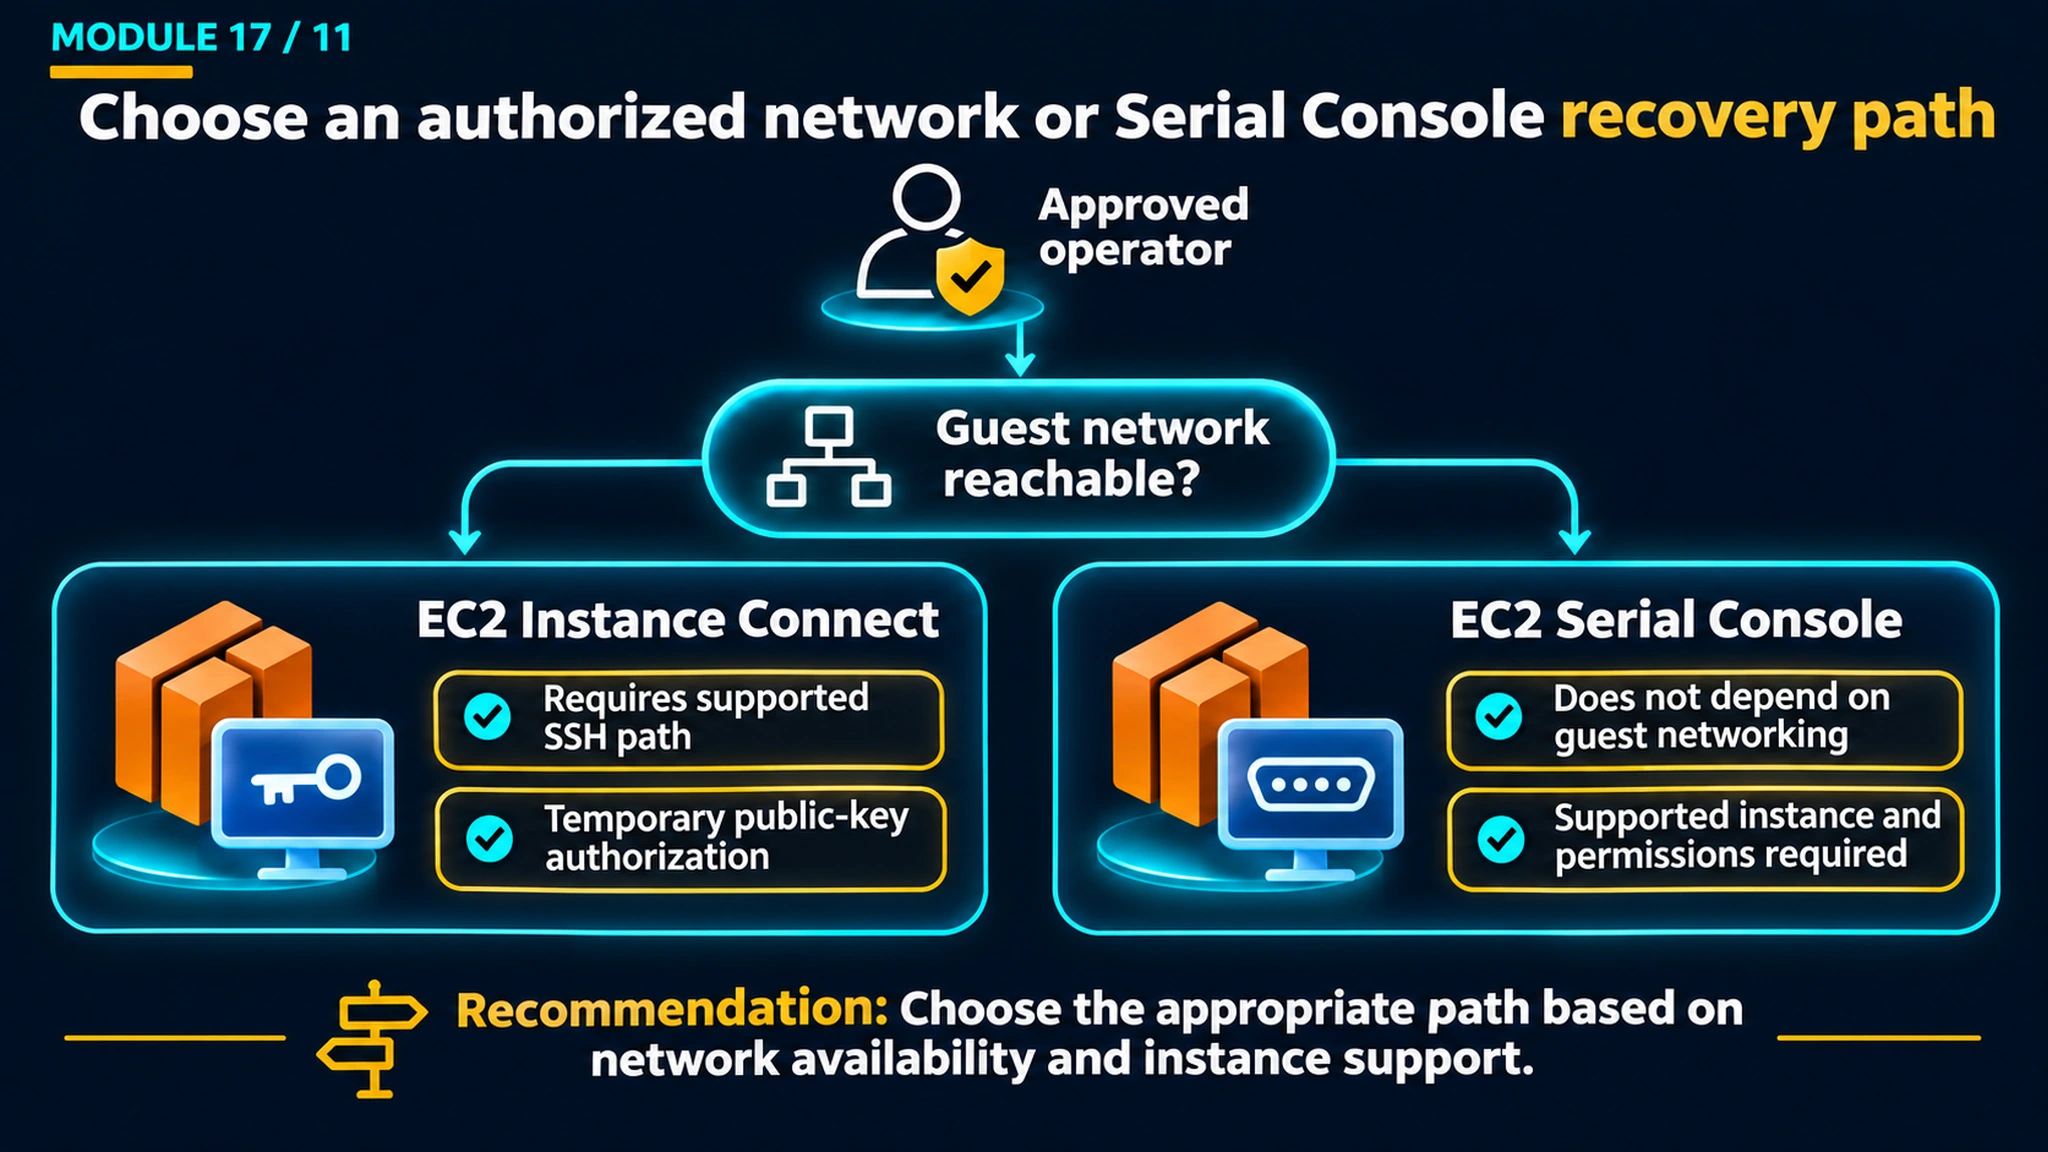 MODULE 17 / 11
Choose an authorized network or Serial Console recovery path
Approved
operator
Guest network
reachable?
EC2 Instance Connect
Requires supported
SSH path
Temporary public-key
authorization
EC2 Serial Console
Does not depend on
guest networking
Supported instance and
permissions required
Recommendation: Choose the appropriate path based on
network availability and instance support.